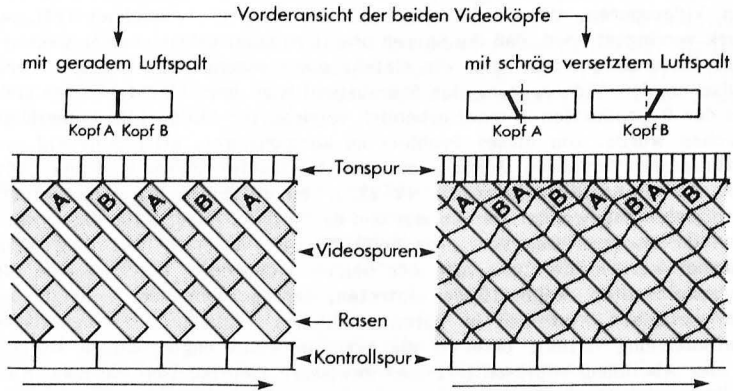 Vorderansicht der beiden Videoköpfe
mit geradem Luftspalt
mit schräg versetztem Luftspalt
Kopf A Kopf B
Kopf A
Kopf B
Tonspur
A B A B A
A B A B A B A B
Videospuren
Rasen
Kontrollspur